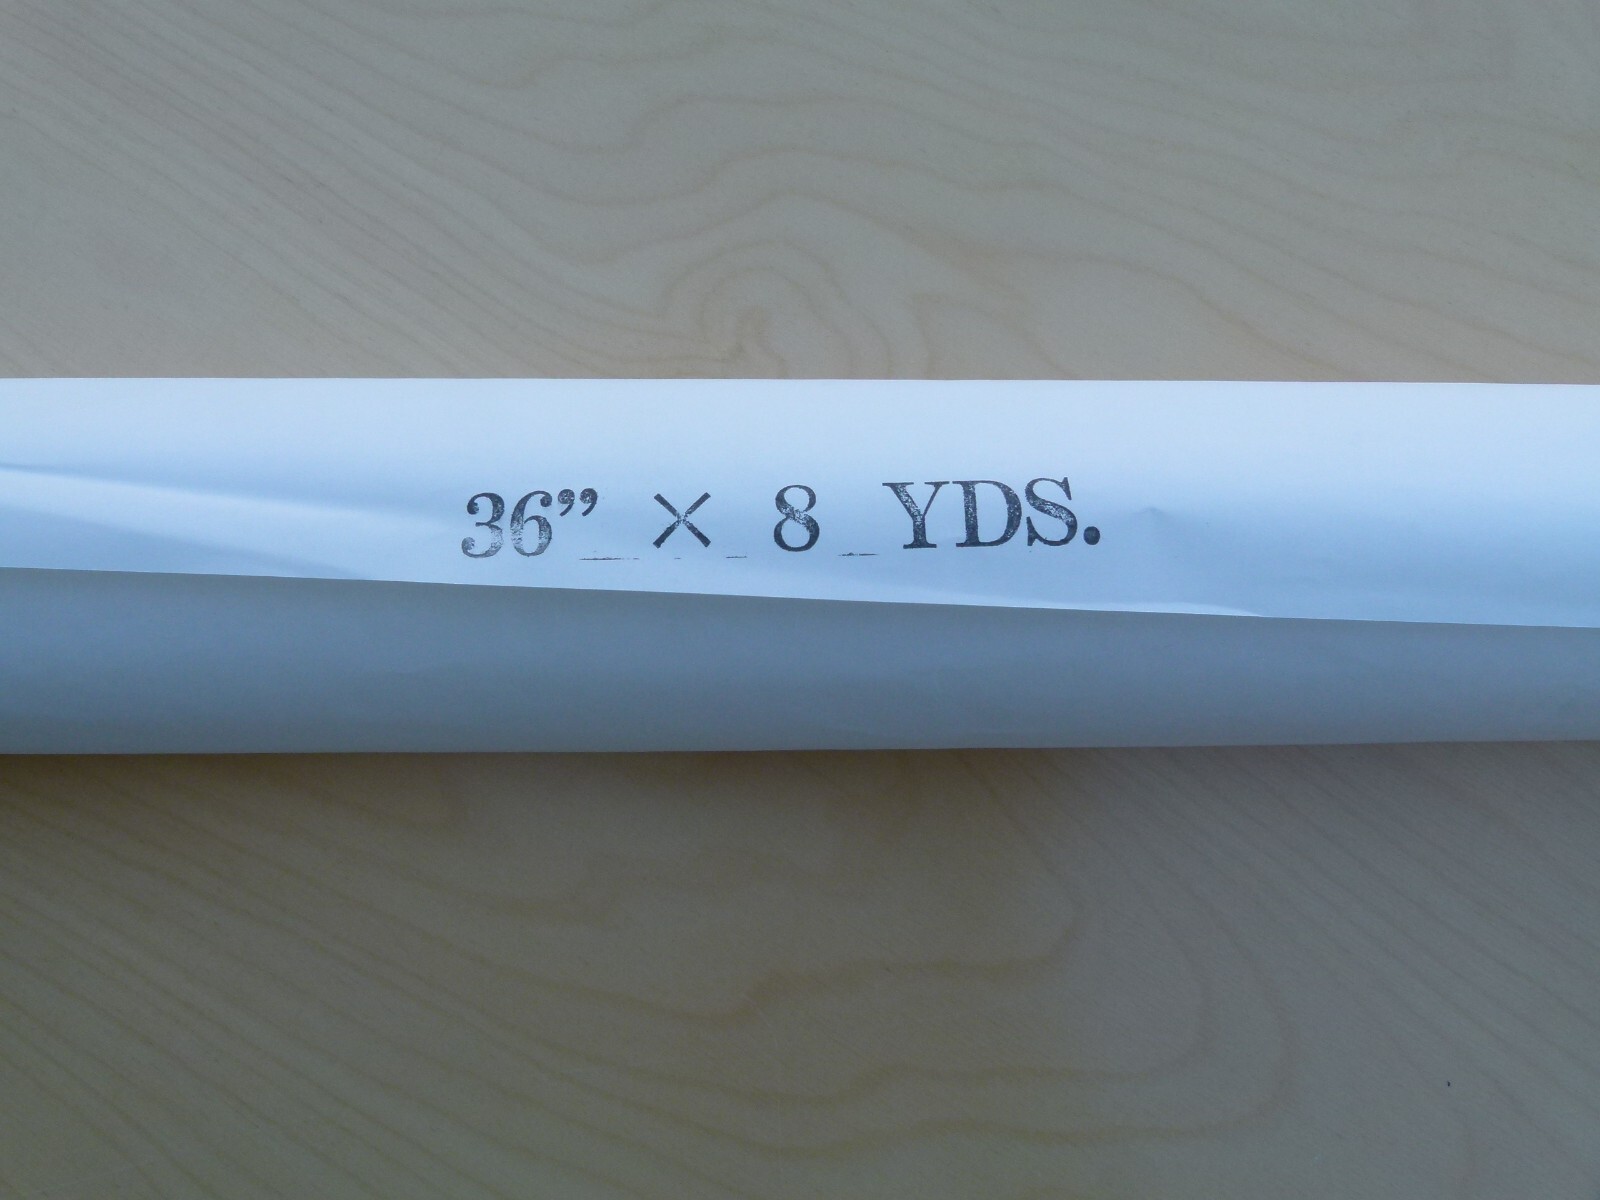 36” × 8 YDS.